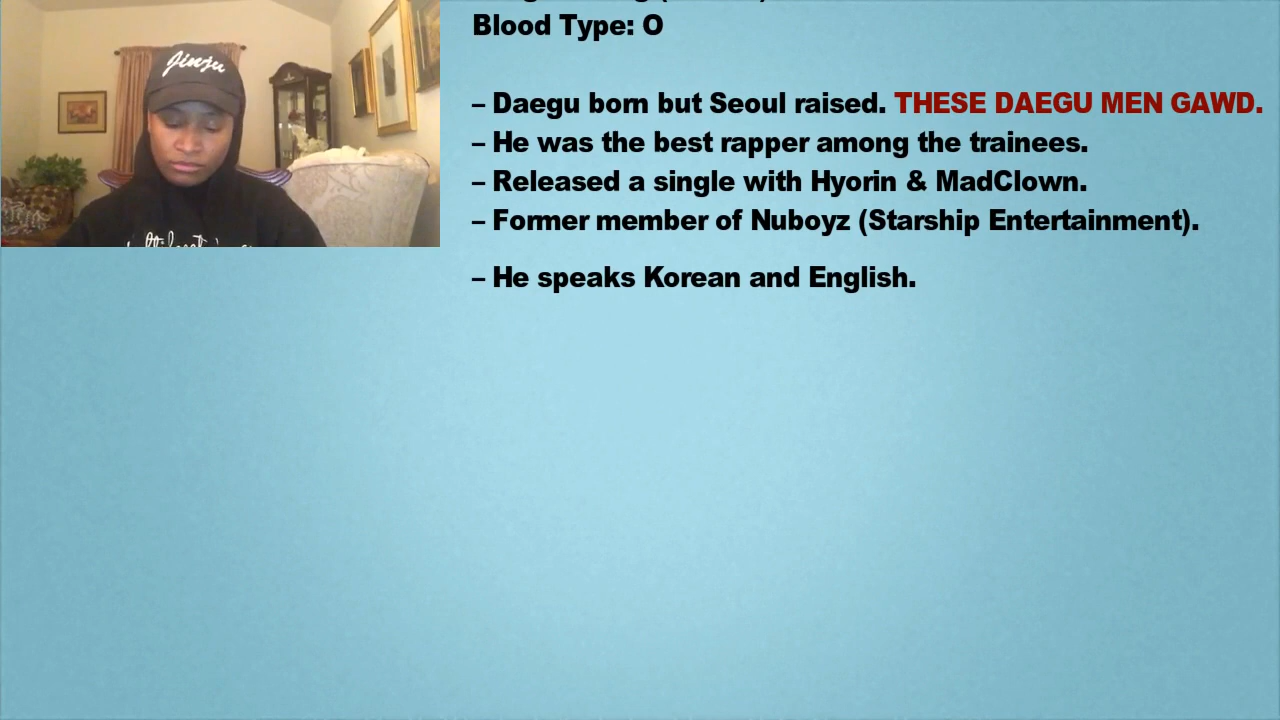 Jinju
Blood Type: O
– Daegu born but Seoul raised. THESE DAEGU MEN GAWD.
– He was the best rapper among the trainees.
– Released a single with Hyorin & MadClown.
– Former member of Nuboyz (Starship Entertainment).
– He speaks Korean and English.